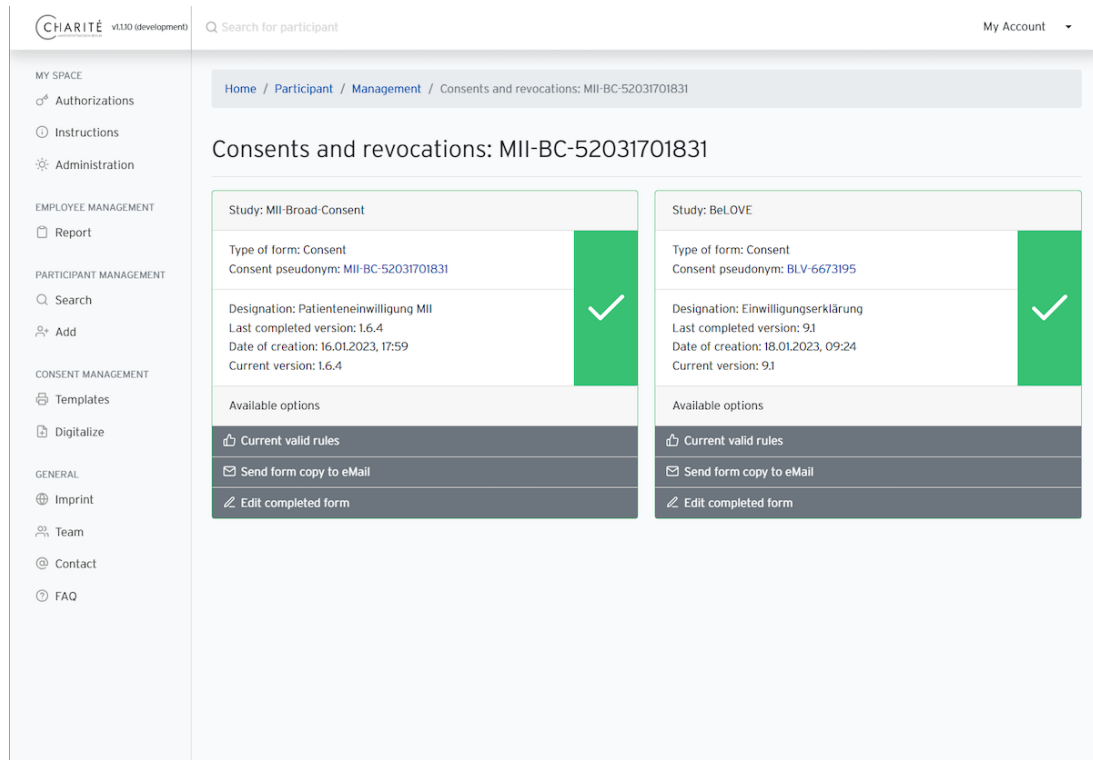 CHARITÉ v1.1.10 (development)
Search for participant
My Account
MY SPACE
Authorizations
Instructions
Administration
EMPLOYEE MANAGEMENT
Report
PARTICIPANT MANAGEMENT
Search
Add
CONSENT MANAGEMENT
Templates
Digitalize
GENERAL
Imprint
Team
Contact
FAQ
Home / Participant / Management / Consents and revocations: MII-BC-52031701831
Consents and revocations: MII-BC-52031701831
Study: MII-Broad-Consent
Type of form: Consent
Consent pseudonym: MII-BC-52031701831
Designation: Patienteneinwilligung MII
Last completed version: 1.6.4
Date of creation: 16.01.2023, 17:59
Current version: 1.6.4
Available options
Current valid rules
Send form copy to eMail
Edit completed form
Study: BeLOVE
Type of form: Consent
Consent pseudonym: BLV-6673195
Designation: Einwilligungserklärung
Last completed version: 9.1
Date of creation: 18.01.2023, 09:24
Current version: 9.1
Available options
Current valid rules
Send form copy to eMail
Edit completed form